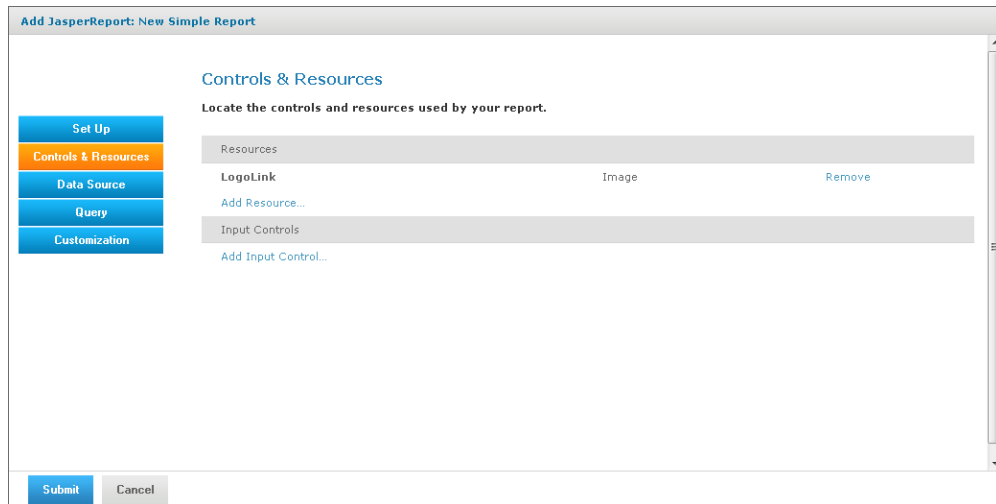 Add JasperReport: New Simple Report
Controls & Resources
Locate the controls and resources used by your report.
Set Up
Controls & Resources
Data Source
Query
Customization
Resources
LogoLink Image Remove
Add Resource...
Input Controls
Add Input Control...
Submit Cancel